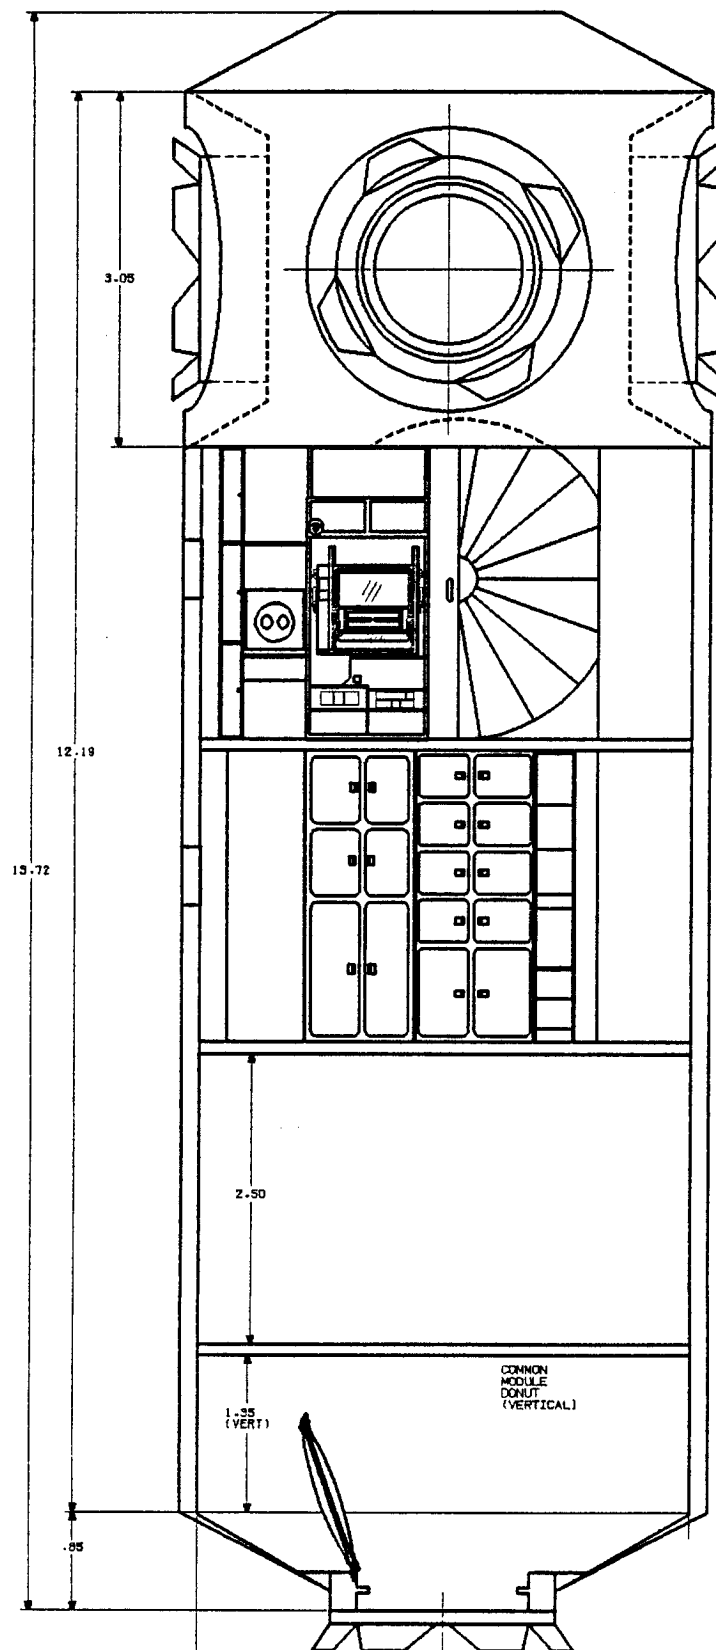 3.05
12.19
13.72
2.50
COMMON
MODULE
DONUT
(VERTICAL)
1.35
(VERT)
.85